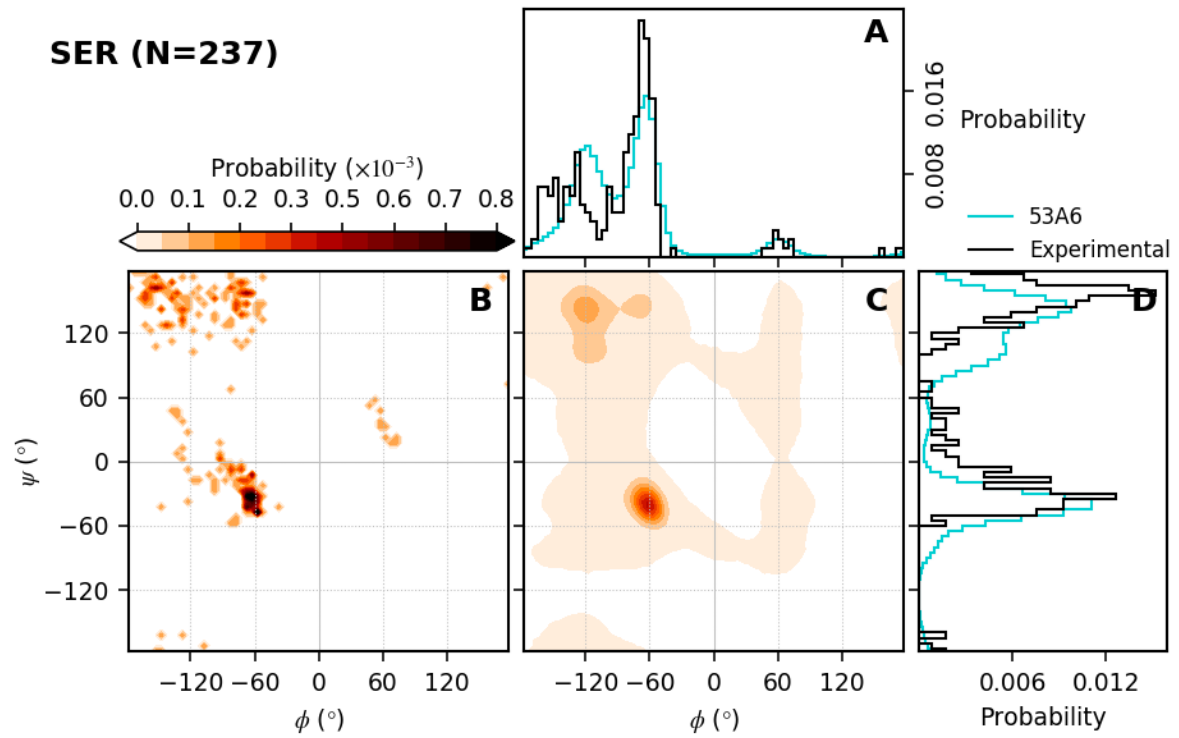 SER (N=237)
A
0.016
0.008
Probability
Probability (×10⁻³)
0.0 0.1 0.2 0.3 0.5 0.6 0.7 0.8
53A6
Experimental
B
C
D
120
60
0
−60
−120
ψ (°)
−120 −60 0 60 120
ϕ (°)
−120 −60 0 60 120
ϕ (°)
0.006 0.012
Probability